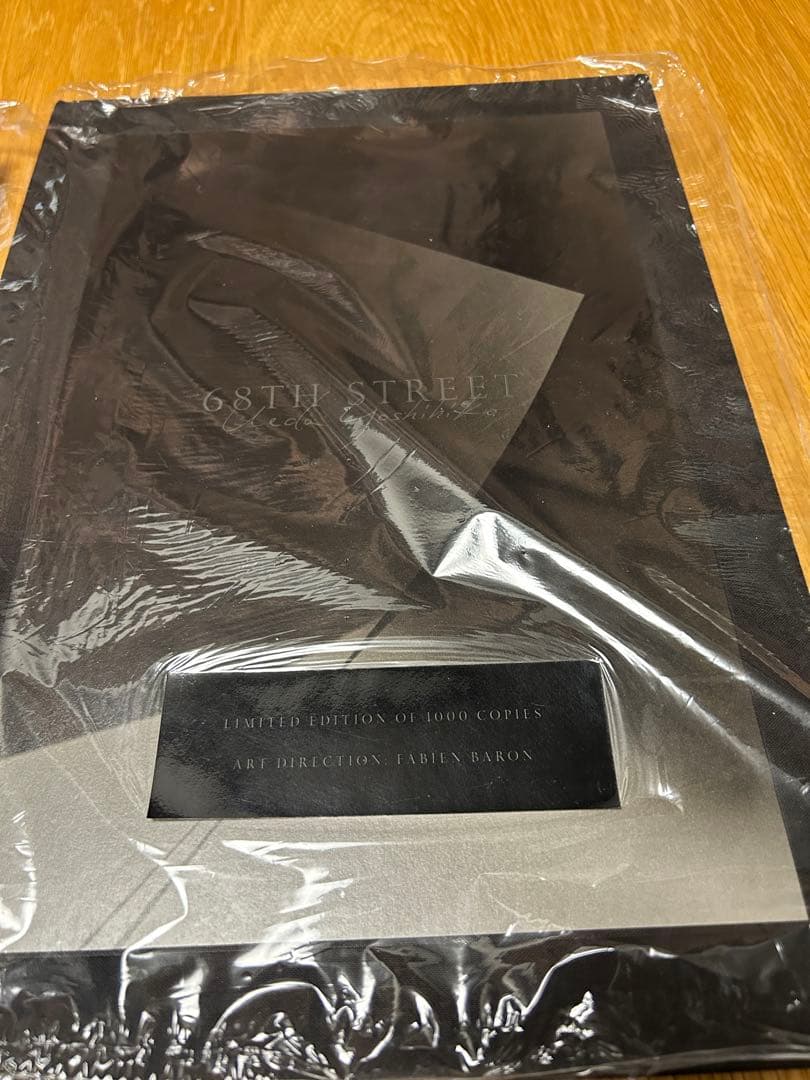 68TH STREET
Ueda Yoshihiko
LIMITED EDITION OF 1000 COPIES
ART DIRECTION: FABIEN BARON